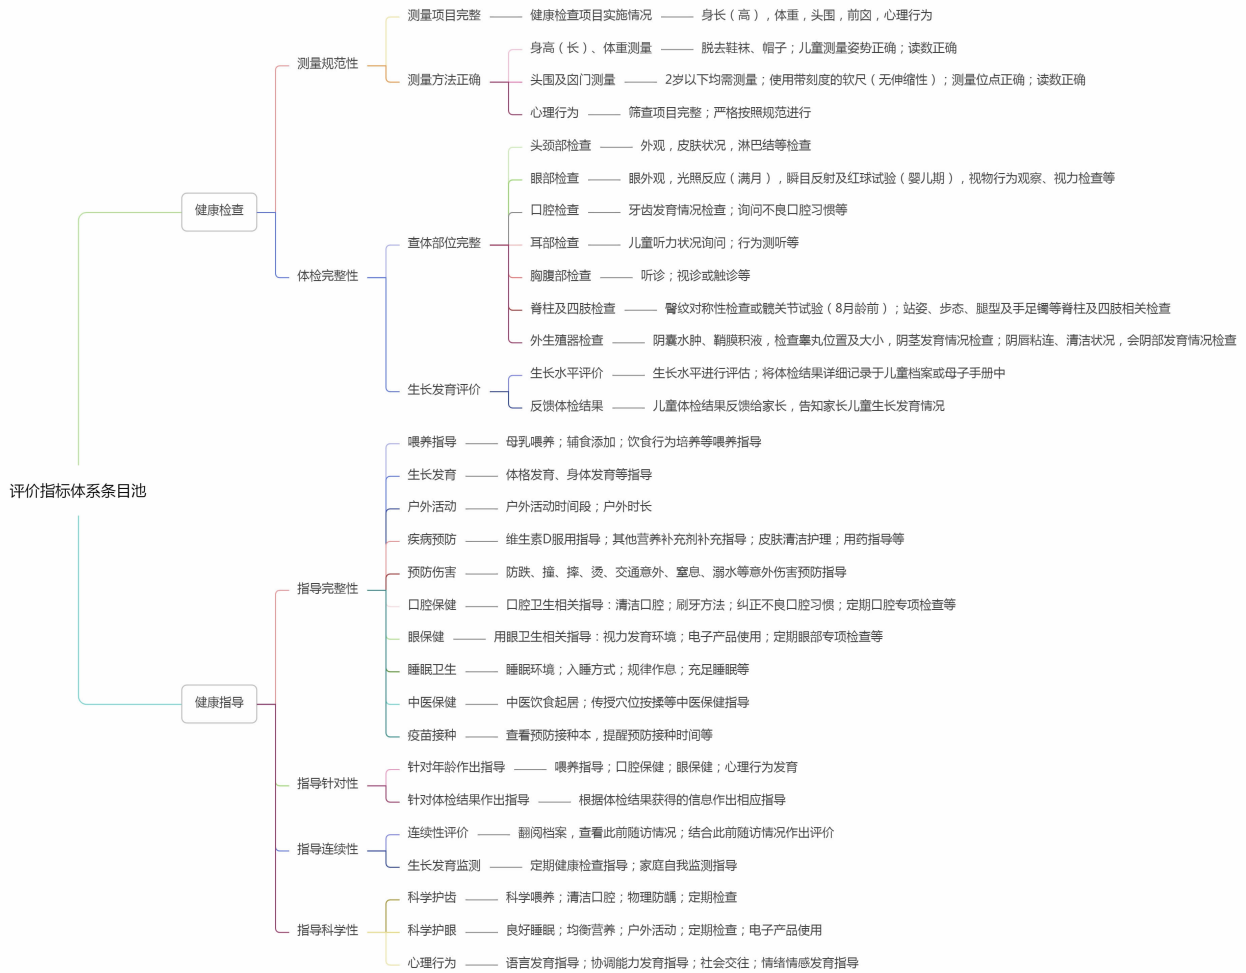 测量项目完整 健康检查项目实施情况 身长（高），体重，头围，前囟，心理行为
身高（长）、体重测量 脱去鞋袜、帽子；儿童测量姿势正确；读数正确
测量规范性
测量方法正确 头围及囟门测量 2岁以下均需测量；使用带刻度的软尺（无伸缩性）；测量位点正确；读数正确
心理行为 筛查项目完整；严格按照规范进行
头颈部检查 外观，皮肤状况，淋巴结等检查
眼部检查 眼外观，光照反应（满月），瞬目反射及红球试验（婴儿期），视物行为观察、视力检查等
健康检查 口腔检查 牙齿发育情况检查；询问不良口腔习惯等
查体部位完整 耳部检查 儿童听力状况询问；行为测听等
体检完整性 胸腹部检查 听诊；视诊或触诊等
脊柱及四肢检查 臀纹对称性检查或髋关节试验（8月龄前）；站姿、步态、腿型及手足镯等脊柱及四肢相关检查
外生殖器检查 阴囊水肿、鞘膜积液，检查睾丸位置及大小，阴茎发育情况检查；阴唇粘连、清洁状况，会阴部发育情况检查
生长水平评价 生长水平进行评估；将体检结果详细记录于儿童档案或母子手册中
生长发育评价
反馈体检结果 儿童体检结果反馈给家长，告知家长儿童生长发育情况
喂养指导 母乳喂养；辅食添加；饮食行为培养等喂养指导
生长发育 体格发育、身体发育等指导
评价指标体系条目池
户外活动 户外活动时间段；户外时长
疾病预防 维生素D服用指导；其他营养补充剂补充指导；皮肤清洁护理；用药指导等
预防伤害 防跌、撞、摔、烫、交通意外、窒息、溺水等意外伤害预防指导
指导完整性
口腔保健 口腔卫生相关指导：清洁口腔；刷牙方法；纠正不良口腔习惯；定期口腔专项检查等
眼保健 用眼卫生相关指导：视力发育环境；电子产品使用；定期眼部专项检查等
睡眠卫生 睡眠环境；入睡方式；规律作息；充足睡眠等
健康指导 中医保健 中医饮食起居；传授穴位按揉等中医保健指导
疫苗接种 查看预防接种本，提醒预防接种时间等
针对年龄作出指导 喂养指导；口腔保健；眼保健；心理行为发育
指导针对性
针对体检结果作出指导 根据体检结果获得的信息作出相应指导
连续性评价 翻阅档案，查看此前随访情况；结合此前随访情况作出评价
指导连续性
生长发育监测 定期健康检查指导；家庭自我监测指导
科学护齿 科学喂养；清洁口腔；物理防龋；定期检查
指导科学性 科学护眼 良好睡眠；均衡营养；户外活动；定期检查；电子产品使用
心理行为 语言发育指导；协调能力发育指导；社会交往；情绪情感发育指导